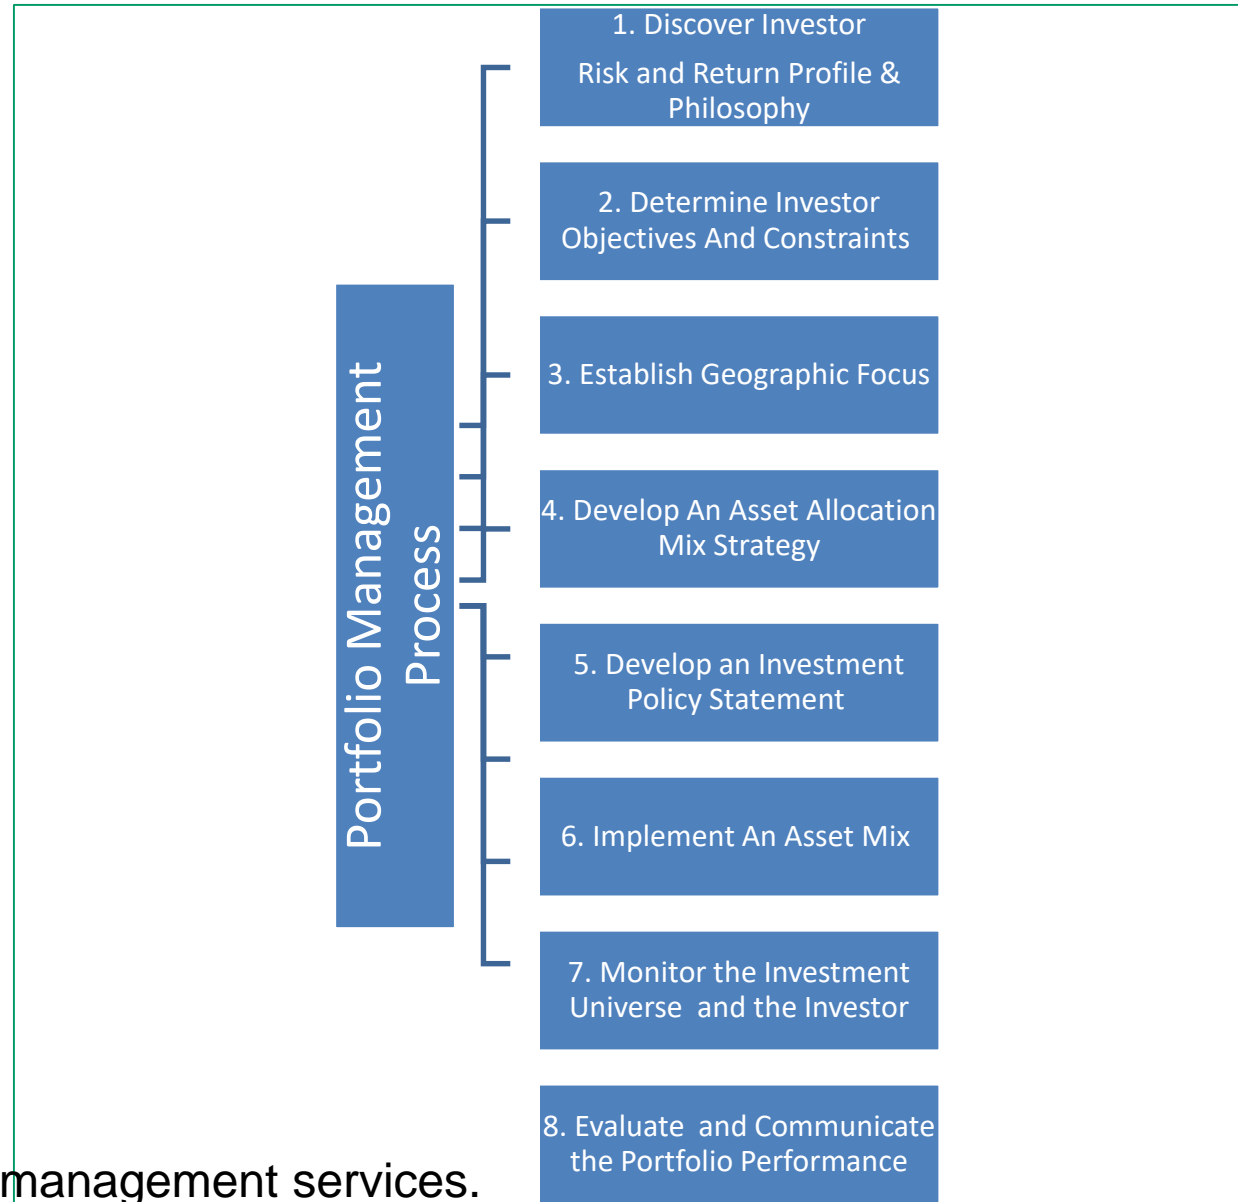 Portfolio Management
Process
1. Discover Investor
Risk and Return Profile &
Philosophy
2. Determine Investor
Objectives And Constraints
3. Establish Geographic Focus
4. Develop An Asset Allocation
Mix Strategy
5. Develop an Investment
Policy Statement
6. Implement An Asset Mix
7. Monitor the Investment
Universe  and the Investor
8. Evaluate  and Communicate
the Portfolio Performance
management services.